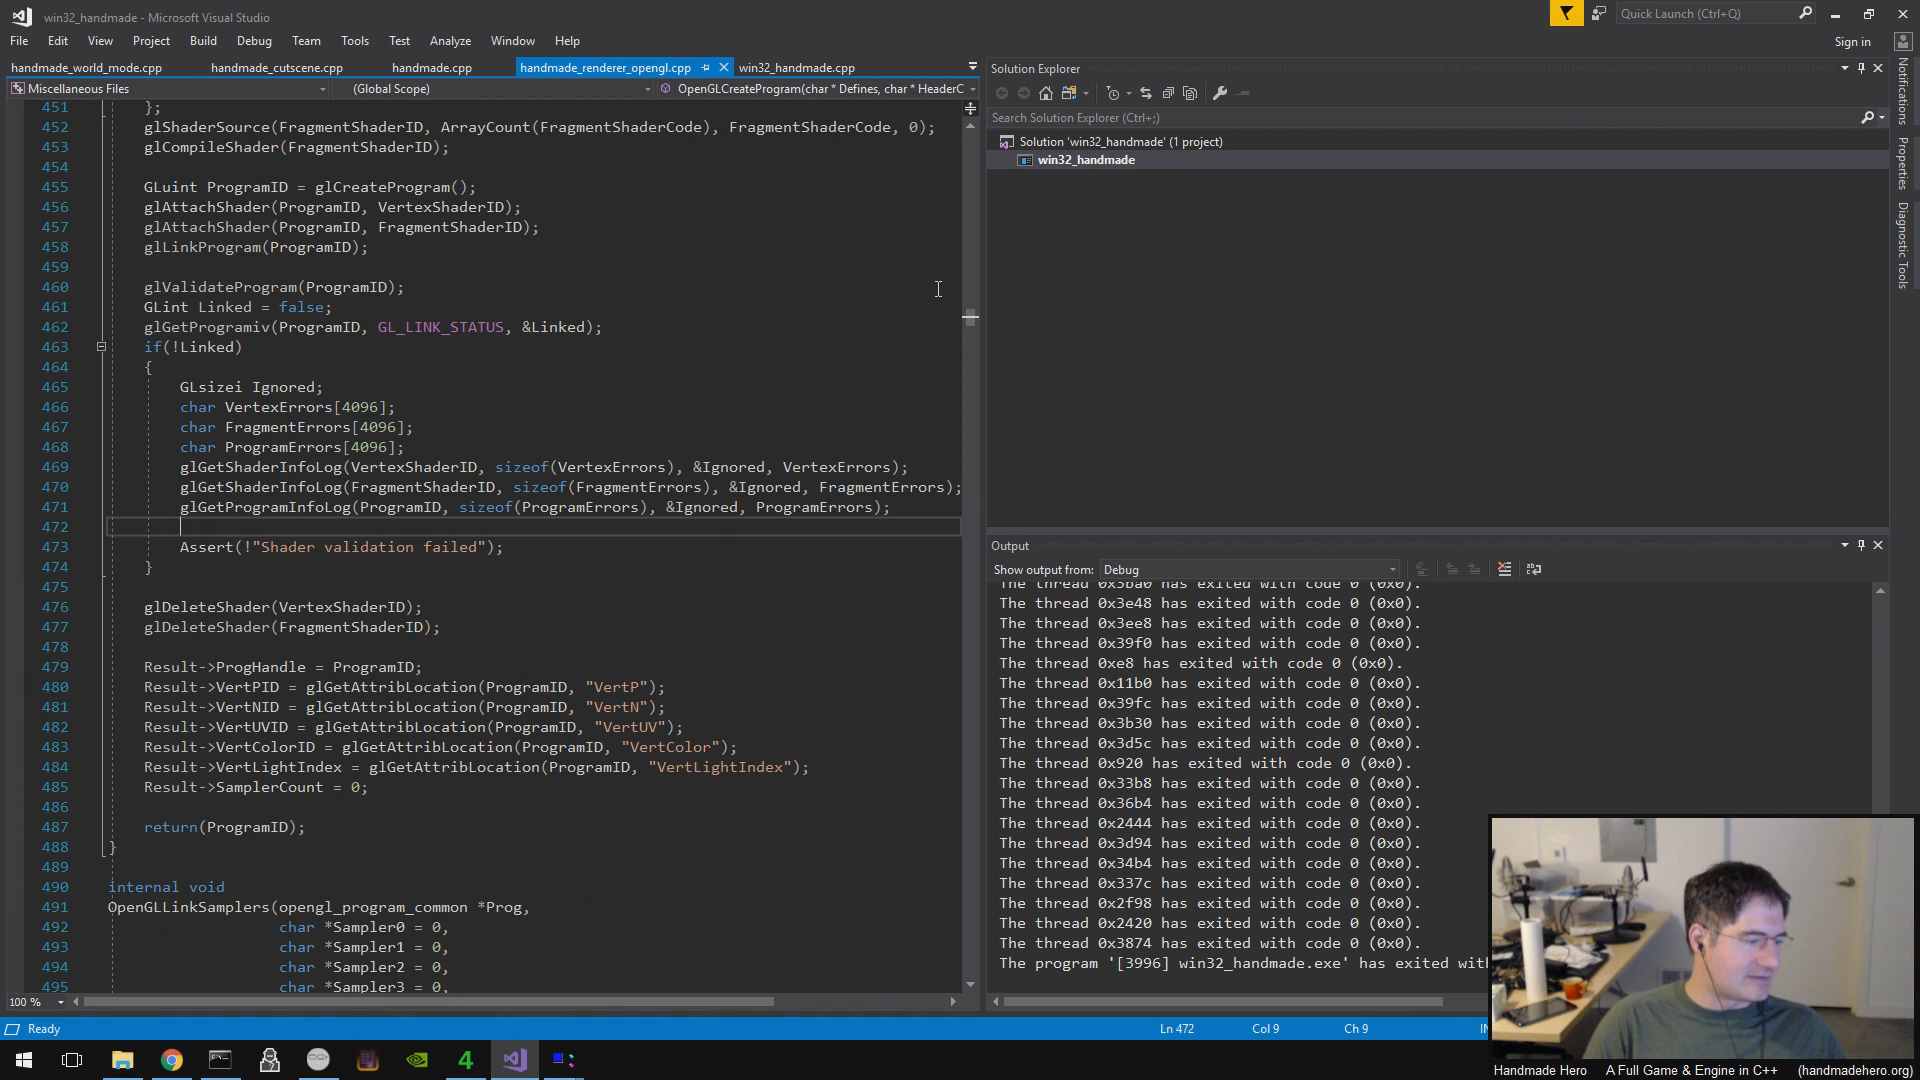 win32_handmade - Microsoft Visual Studio
Quick Launch (Ctrl+Q)
File Edit View Project Build Debug Team Tools Test Analyze Window Help
Sign in
handmade_world_mode.cpp handmade_cutscene.cpp handmade.cpp handmade_renderer_opengl.cpp win32_handmade.cpp
Miscellaneous Files (Global Scope) OpenGLCreateProgram(char * Defines, char * HeaderC
451 };
452 glShaderSource(FragmentShaderID, ArrayCount(FragmentShaderCode), FragmentShaderCode, 0);
453 glCompileShader(FragmentShaderID);
454
455 GLuint ProgramID = glCreateProgram();
456 glAttachShader(ProgramID, VertexShaderID);
457 glAttachShader(ProgramID, FragmentShaderID);
458 glLinkProgram(ProgramID);
459
460 glValidateProgram(ProgramID);
461 GLint Linked = false;
462 glGetProgramiv(ProgramID, GL_LINK_STATUS, &Linked);
463 if(!Linked)
464 {
465 GLsizei Ignored;
466 char VertexErrors[4096];
467 char FragmentErrors[4096];
468 char ProgramErrors[4096];
469 glGetShaderInfoLog(VertexShaderID, sizeof(VertexErrors), &Ignored, VertexErrors);
470 glGetShaderInfoLog(FragmentShaderID, sizeof(FragmentErrors), &Ignored, FragmentErrors);
471 glGetProgramInfoLog(ProgramID, sizeof(ProgramErrors), &Ignored, ProgramErrors);
472
473 Assert(!"Shader validation failed");
474 }
475
476 glDeleteShader(VertexShaderID);
477 glDeleteShader(FragmentShaderID);
478
479 Result->ProgHandle = ProgramID;
480 Result->VertPID = glGetAttribLocation(ProgramID, "VertP");
481 Result->VertNID = glGetAttribLocation(ProgramID, "VertN");
482 Result->VertUVID = glGetAttribLocation(ProgramID, "VertUV");
483 Result->VertColorID = glGetAttribLocation(ProgramID, "VertColor");
484 Result->VertLightIndex = glGetAttribLocation(ProgramID, "VertLightIndex");
485 Result->SamplerCount = 0;
486
487 return(ProgramID);
488 }
489
490 internal void
491 OpenGLLinkSamplers(opengl_program_common *Prog,
492 char *Sampler0 = 0,
493 char *Sampler1 = 0,
494 char *Sampler2 = 0,
495 char *Sampler3 = 0,
100 %
Solution Explorer
Search Solution Explorer (Ctrl+;)
Solution 'win32_handmade' (1 project)
win32_handmade
Notifications
Properties
Diagnostic Tools
Output
Show output from: Debug
The thread 0x3ba0 has exited with code 0 (0x0).
The thread 0x3e48 has exited with code 0 (0x0).
The thread 0x3ee8 has exited with code 0 (0x0).
The thread 0x39f0 has exited with code 0 (0x0).
The thread 0xe8 has exited with code 0 (0x0).
The thread 0x11b0 has exited with code 0 (0x0).
The thread 0x39fc has exited with code 0 (0x0).
The thread 0x3b30 has exited with code 0 (0x0).
The thread 0x3d5c has exited with code 0 (0x0).
The thread 0x920 has exited with code 0 (0x0).
The thread 0x33b8 has exited with code 0 (0x0).
The thread 0x36b4 has exited with code 0 (0x0).
The thread 0x2444 has exited with code 0 (0x0).
The thread 0x3d94 has exited with code 0 (0x0).
The thread 0x34b4 has exited with code 0 (0x0).
The thread 0x337c has exited with code 0 (0x0).
The thread 0x2f98 has exited with code 0 (0x0).
The thread 0x2420 has exited with code 0 (0x0).
The thread 0x3874 has exited with code 0 (0x0).
The program '[3996] win32_handmade.exe' has exited with
Ready Ln 472 Col 9 Ch 9 IN
4
Handmade Hero A Full Game & Engine in C++ (handmadehero.org)